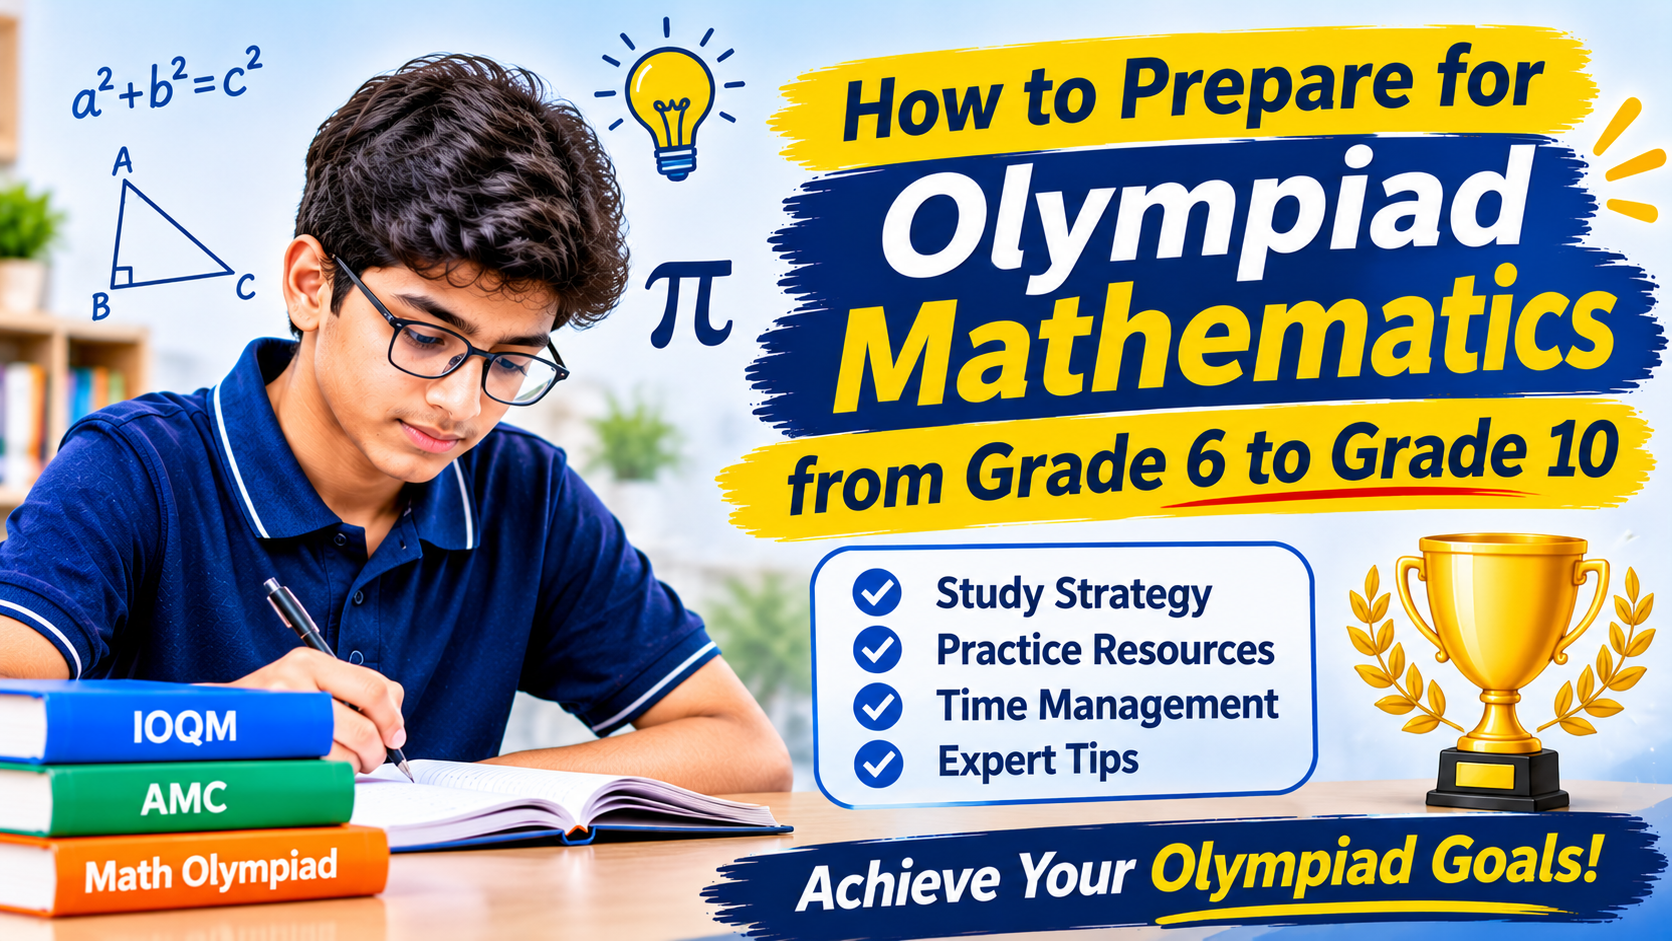 a²+b²=c²
A
B
C
π
How to Prepare for
Olympiad
Mathematics
from Grade 6 to Grade 10
Study Strategy
Practice Resources
Time Management
Expert Tips
IOQM
AMC
Math Olympiad
Achieve Your Olympiad Goals!